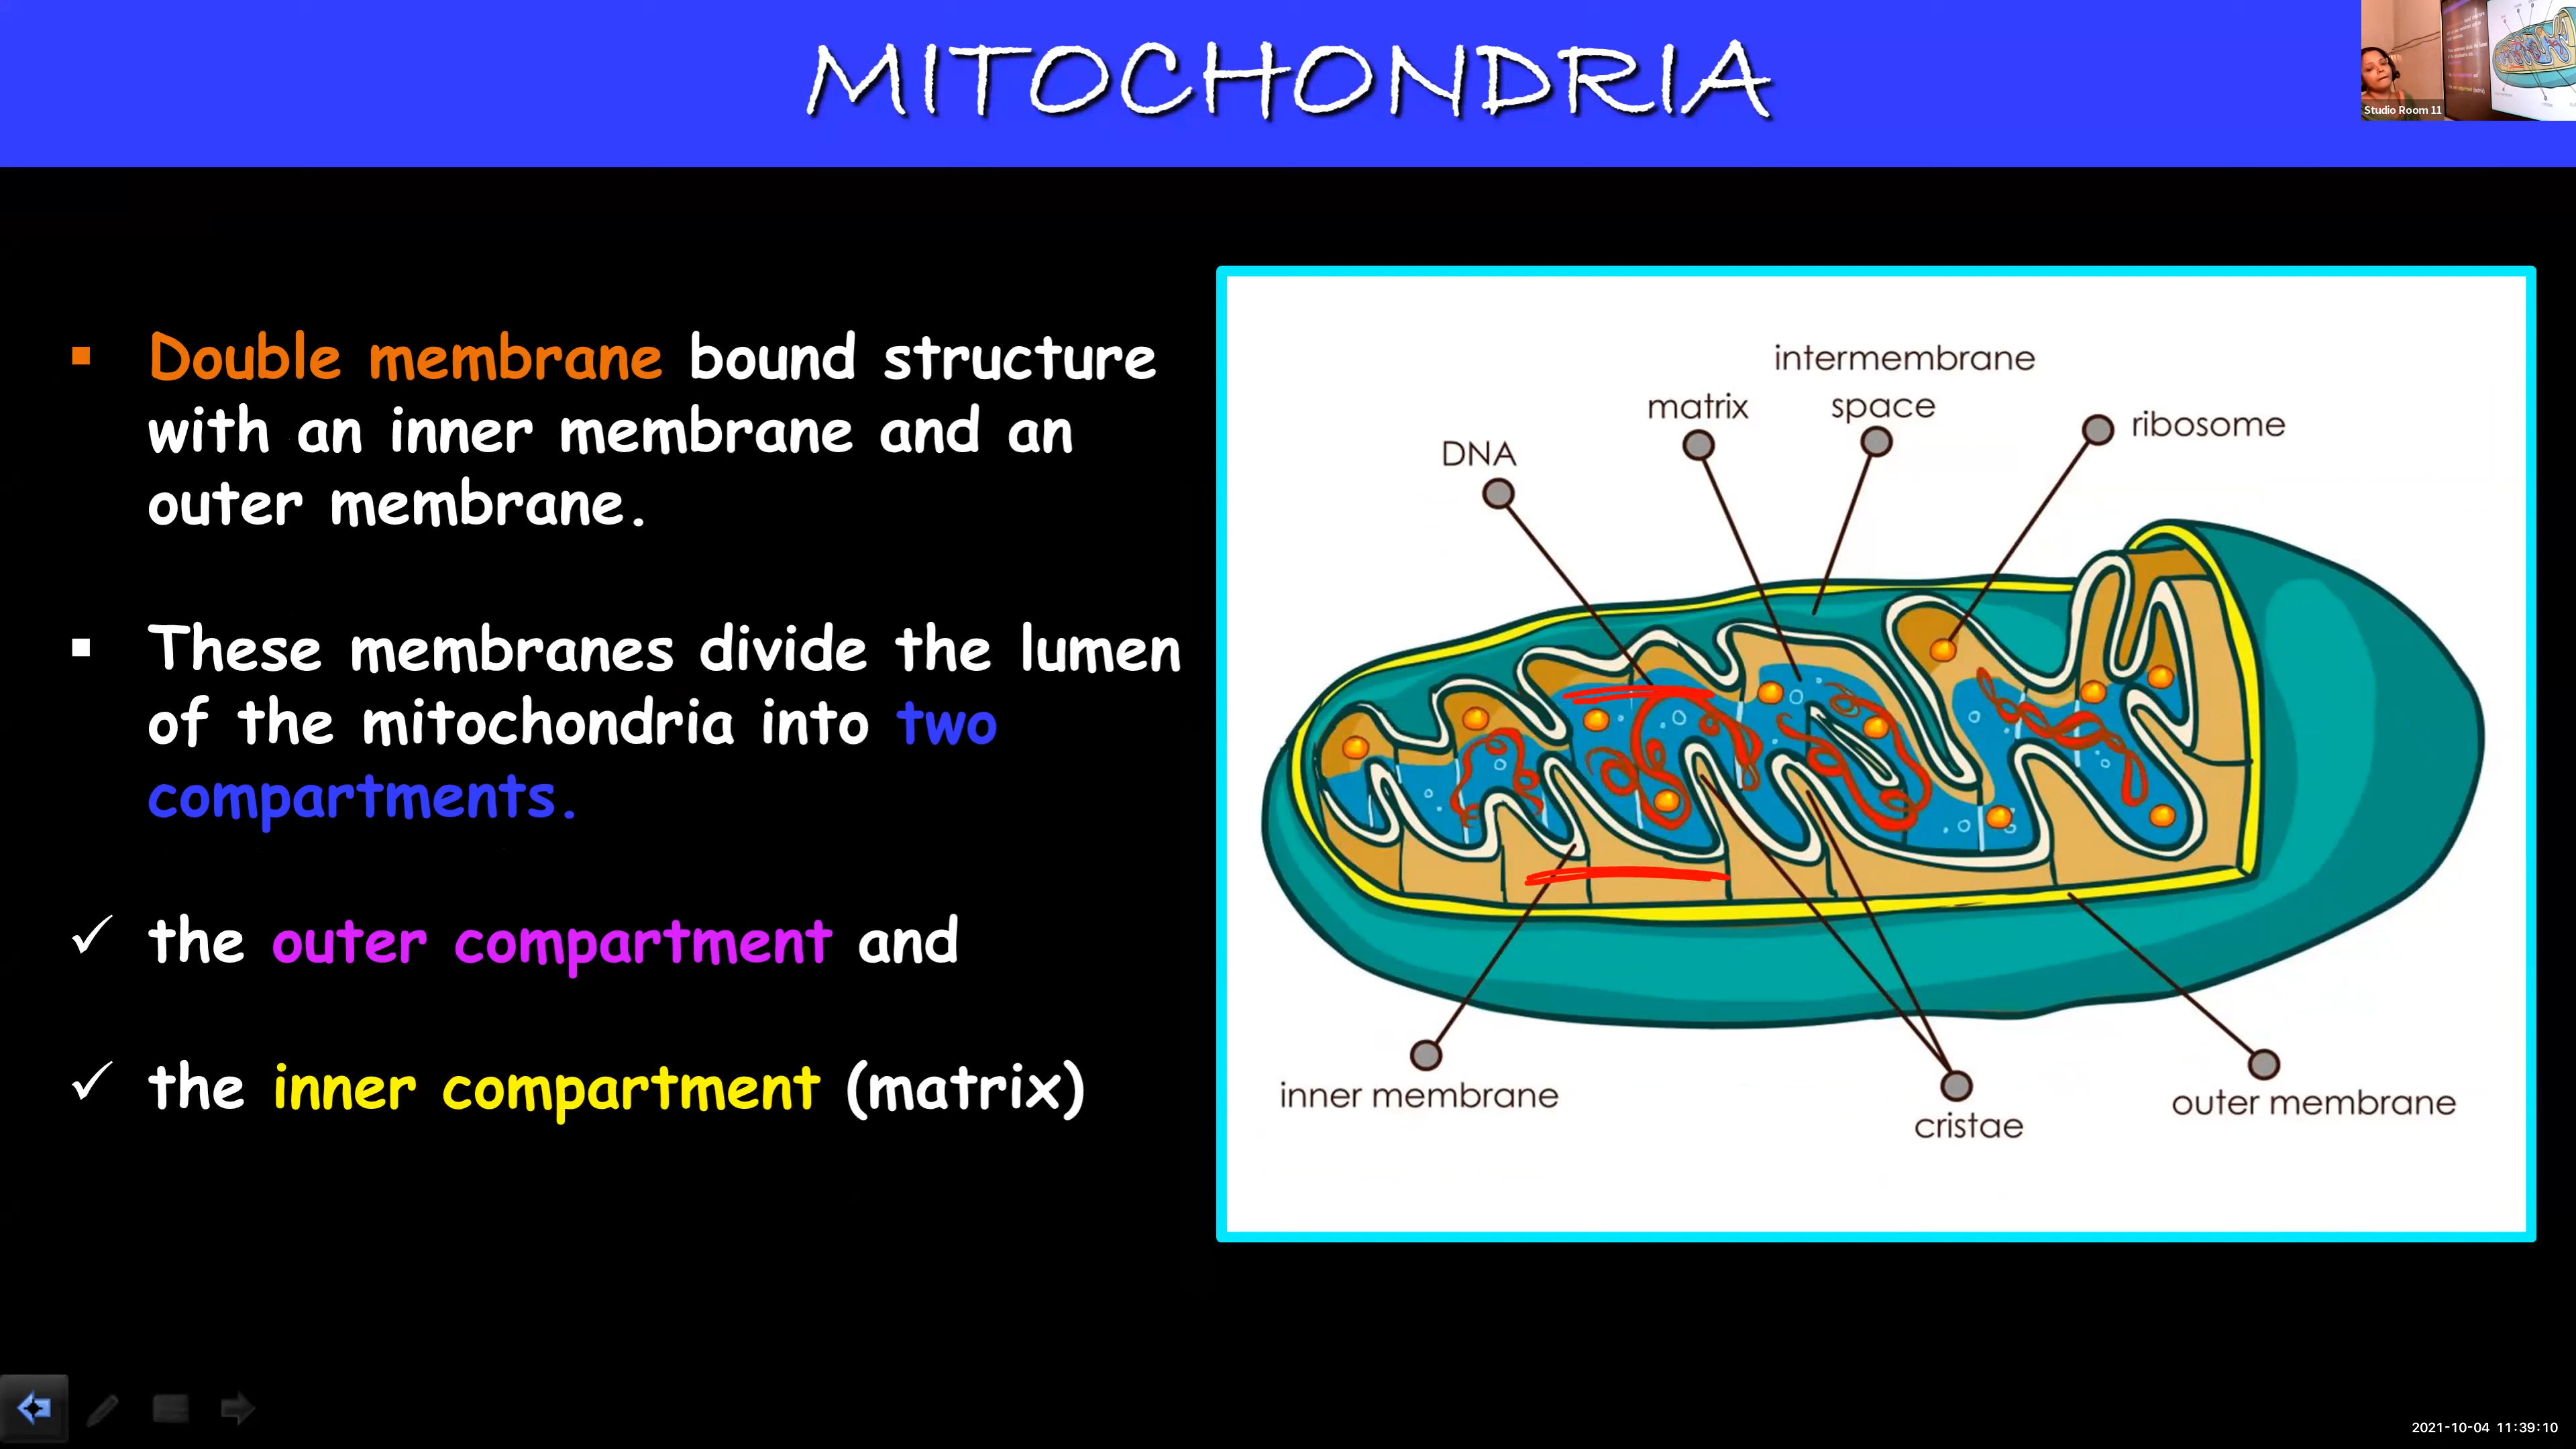 MITOCHONDRIA
Studio Room 11
Double membrane bound structure
with an inner membrane and an
outer membrane.
These membranes divide the lumen
of the mitochondria into two
compartments.
the outer compartment and
the inner compartment (matrix)
intermembrane
space
matrix
ribosome
DNA
inner membrane
cristae
outer membrane
2021-10-04 11:39:10